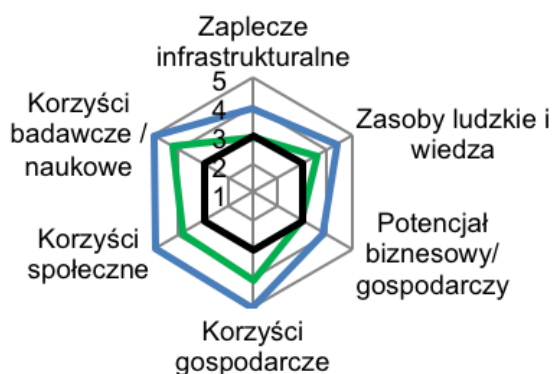 Zaplecze
infrastrukturalne
5
4
3
2
1
Zasoby ludzkie i
wiedza
Potencjał
biznesowy/
gospodarczy
Korzyści
gospodarcze
Korzyści
społeczne
Korzyści
badawcze /
naukowe